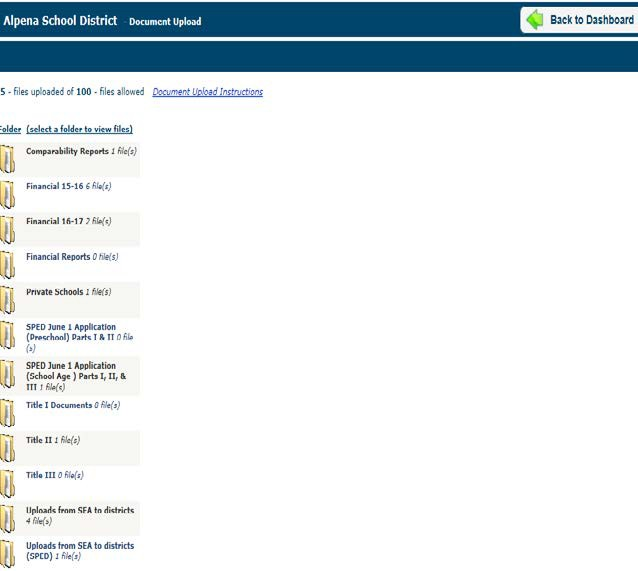 Alpena School District - Document Upload
Back to Dashboard
5 - files uploaded of 100 - files allowed Document Upload Instructions
Folder (select a folder to view files)
Comparability Reports 1 file(s)
Financial 15-16 6 file(s)
Financial 16-17 2 file(s)
Financial Reports 0 file(s)
Private Schools 1 file(s)
SPED June 1 Application
(Preschool) Parts I & II 0 file
(s)
SPED June 1 Application
(School Age ) Parts I, II, &
III 1 file(s)
Title I Documents 0 file(s)
Title II 1 file(s)
Title III 0 file(s)
Uploads from SEA to districts
4 file(s)
Uploads from SEA to districts
(SPED) 1 file(s)